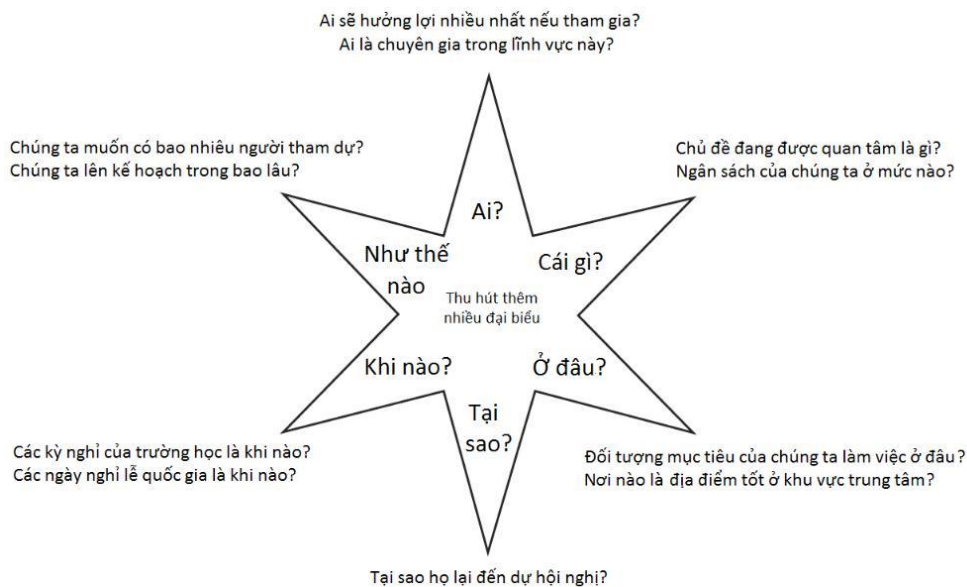 Ai sẽ hưởng lợi nhiều nhất nếu tham gia?
Ai là chuyên gia trong lĩnh vực này?
Chúng ta muốn có bao nhiêu người tham dự?
Chúng ta lên kế hoạch trong bao lâu?
Chủ đề đang được quan tâm là gì?
Ngân sách của chúng ta ở mức nào?
Ai?
Như thế
nào
Cái gì?
Thu hút thêm
nhiều đại biểu
Khi nào?
Ở đâu?
Tại
sao?
Các kỳ nghỉ của trường học là khi nào?
Các ngày nghỉ lễ quốc gia là khi nào?
Đối tượng mục tiêu của chúng ta làm việc ở đâu?
Nơi nào là địa điểm tốt ở khu vực trung tâm?
Tại sao họ lại đến dự hội nghị?